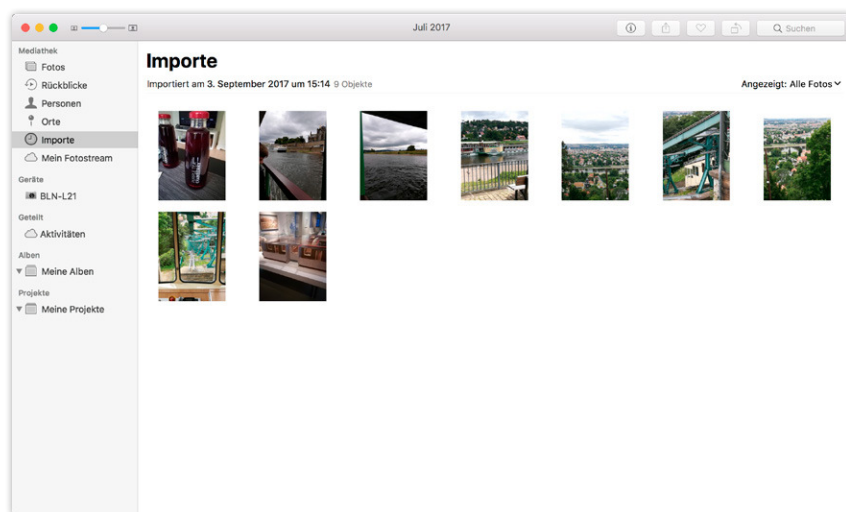 Juli 2017
Suchen
Mediathek
Fotos
Rückblicke
Personen
Orte
Importe
Mein Fotostream
Geräte
BLN-L21
Geteilt
Aktivitäten
Alben
Meine Alben
Projekte
Meine Projekte
Importe
Importiert am 3. September 2017 um 15:14 9 Objekte
Angezeigt: Alle Fotos